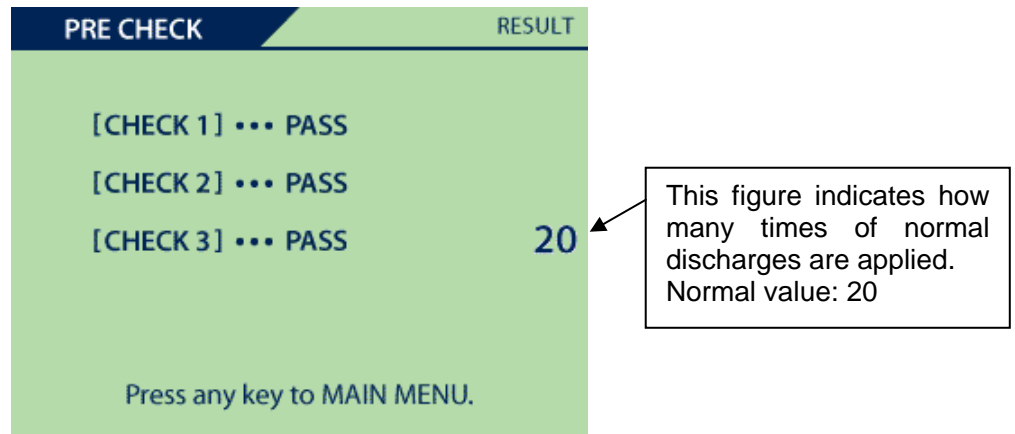 PRE CHECK
RESULT
[CHECK 1] ••• PASS
[CHECK 2] ••• PASS
[CHECK 3] ••• PASS
20
Press any key to MAIN MENU.
This figure indicates how
many times of normal
discharges are applied.
Normal value: 20